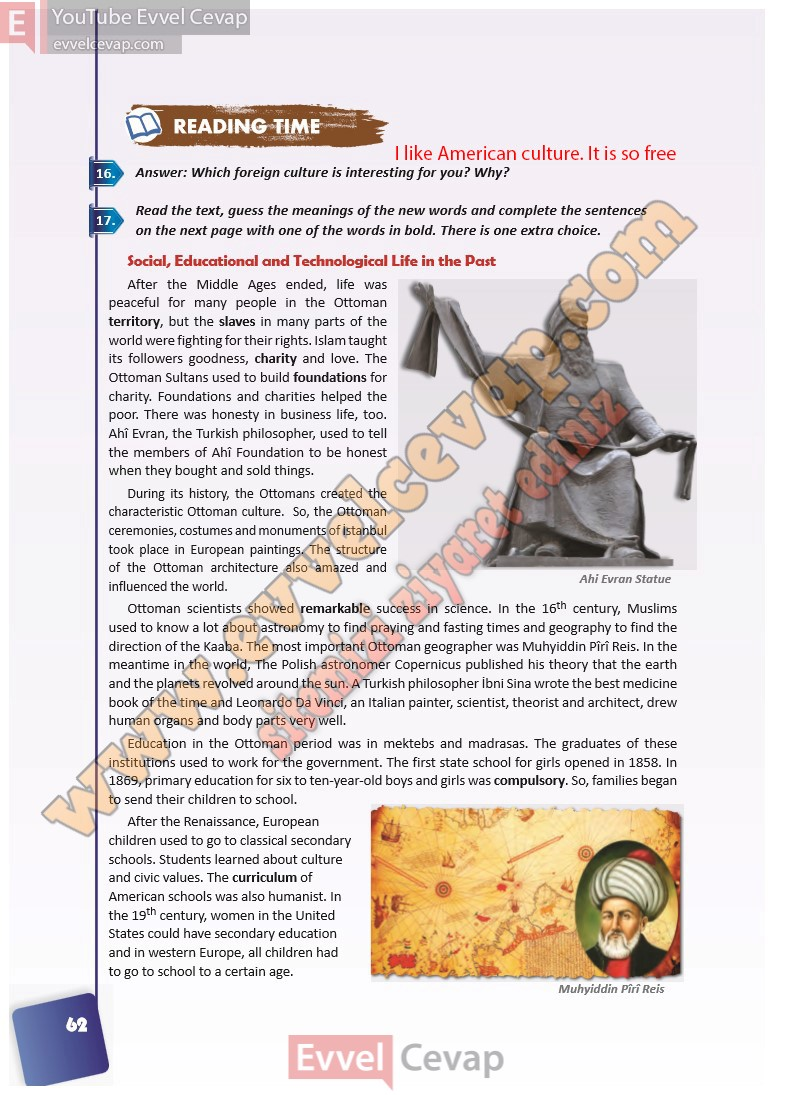 E
YouTube Evvel Cevap
evvelcevap.com
READING TIME
I like American culture. It is so free
16. Answer: Which foreign culture is interesting for you? Why?
17. Read the text, guess the meanings of the new words and complete the sentences
on the next page with one of the words in bold. There is one extra choice.
Social, Educational and Technological Life in the Past
After the Middle Ages ended, life was
peaceful for many people in the Ottoman
territory, but the slaves in many parts of the
world were fighting for their rights. Islam taught
its followers goodness, charity and love. The
Ottoman Sultans used to build foundations for
charity. Foundations and charities helped the
poor. There was honesty in business life, too.
Ahî Evran, the Turkish philosopher, used to tell
the members of Ahî Foundation to be honest
when they bought and sold things.
During its history, the Ottomans created the
characteristic Ottoman culture. So, the Ottoman
ceremonies, costumes and monuments of İstanbul
took place in European paintings. The structure
of the Ottoman architecture also amazed and
influenced the world.
Ahi Evran Statue
Ottoman scientists showed remarkable success in science. In the 16th century, Muslims
used to know a lot about astronomy to find praying and fasting times and geography to find the
direction of the Kaaba. The most important Ottoman geographer was Muhyiddin Pîrî Reis. In the
meantime in the world, The Polish astronomer Copernicus published his theory that the earth
and the planets revolved around the sun. A Turkish philosopher İbni Sina wrote the best medicine
book of the time and Leonardo Da Vinci, an Italian painter, scientist, theorist and architect, drew
human organs and body parts very well.
Education in the Ottoman period was in mektebs and madrasas. The graduates of these
institutions used to work for the government. The first state school for girls opened in 1858. In
1869, primary education for six to ten-year-old boys and girls was compulsory. So, families began
to send their children to school.
After the Renaissance, European
children used to go to classical secondary
schools. Students learned about culture
and civic values. The curriculum of
American schools was also humanist. In
the 19th century, women in the United
States could have secondary education
and in western Europe, all children had
to go to school to a certain age.
Muhyiddin Pîrî Reis
62
www.evvelcevap.com
sitemizi ziyaret ediniz
Evvel Cevap